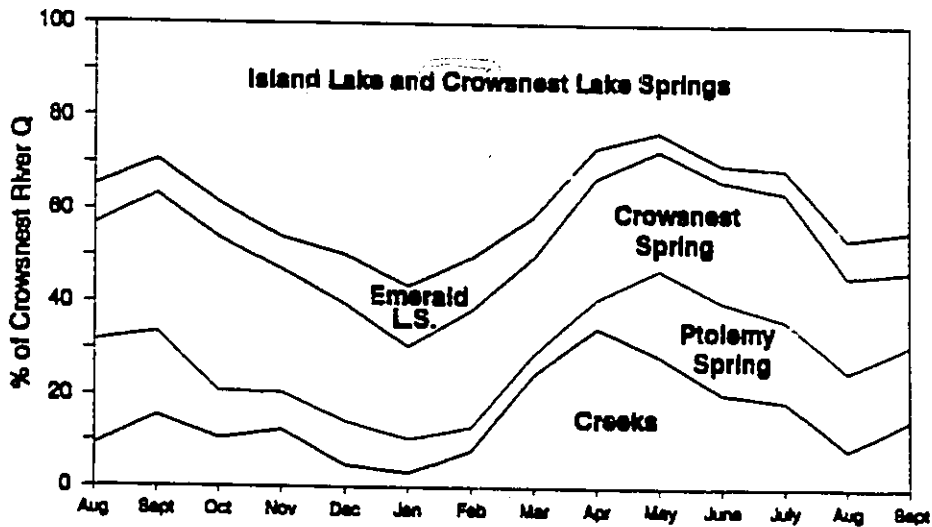 100
80
60
40
20
0
% of Crowsnest River Q
Island Lake and Crowsnest Lake Springs
Crowsnest
Spring
Emerald
L.S.
Ptolemy
Spring
Creeks
Aug Sept Oct Nov Dec Jan Feb Mar Apr May June July Aug Sept